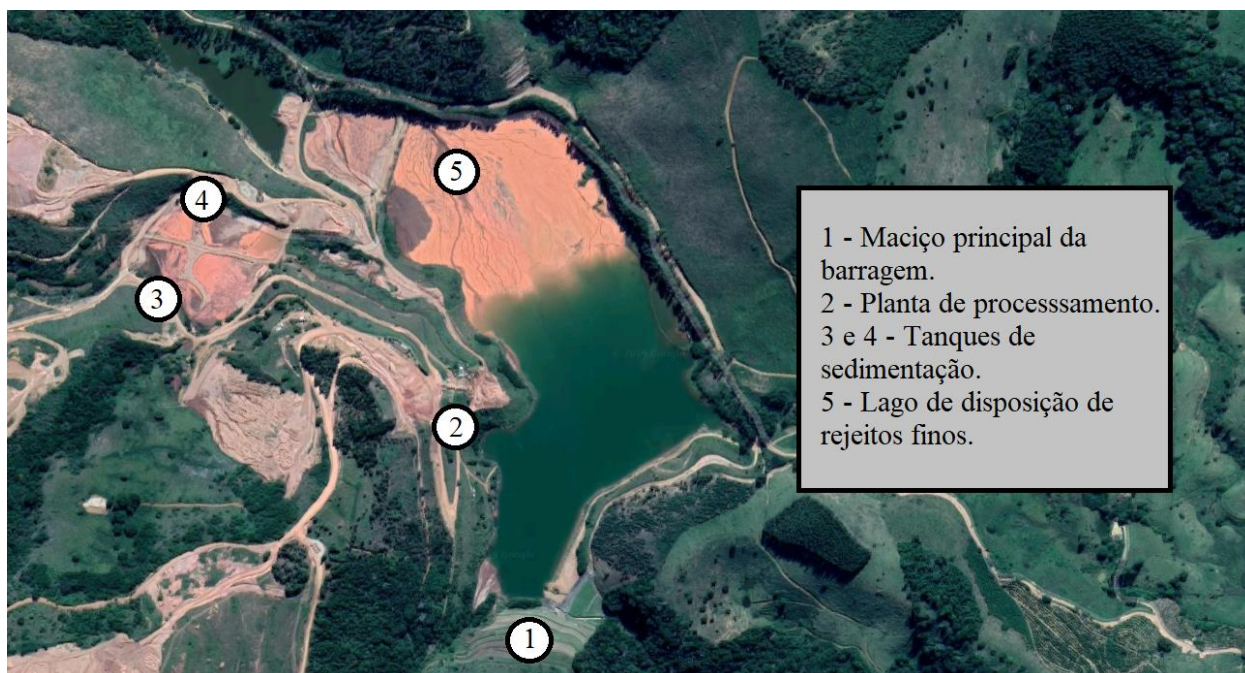 5
4
3
2
1
1 - Maciço principal da
barragem.
2 - Planta de processsamento.
3 e 4 - Tanques de
sedimentação.
5 - Lago de disposição de
rejeitos finos.